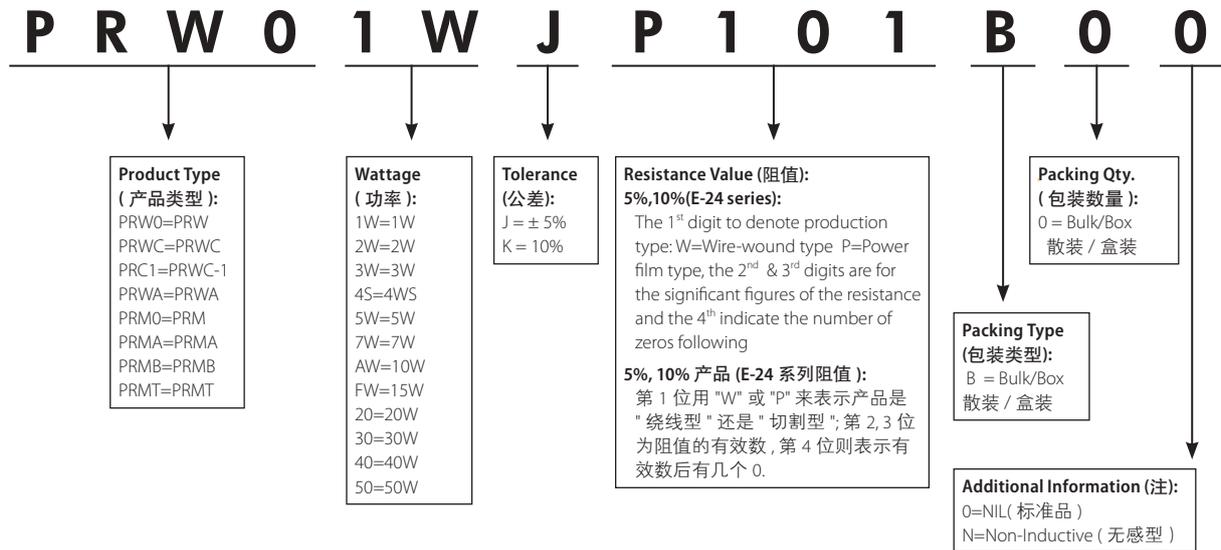 P R W 0 1 W J P 1 0 1 B 0 0
Product Type
( 产品类型 ):
PRW0=PRW
PRWC=PRWC
PRC1=PRWC-1
PRWA=PRWA
PRM0=PRM
PRMA=PRMA
PRMB=PRMB
PRMT=PRMT
Wattage
( 功率 ):
1W=1W
2W=2W
3W=3W
4S=4WS
5W=5W
7W=7W
AW=10W
FW=15W
20=20W
30=30W
40=40W
50=50W
Tolerance
(公差):
J = ± 5%
K = 10%
Resistance Value (阻值):
5%,10%(E-24 series):
The 1st digit to denote production
type: W=Wire-wound type P=Power
film type, the 2nd & 3rd digits are for
the significant figures of the resistance
and the 4th indicate the number of
zeros following
5%, 10% 产品 (E-24 系列阻值 ):
第 1 位用 "W" 或 "P" 来表示产品是
" 绕线型 " 还是 " 切割型 "; 第 2, 3 位
为阻值的有效数 , 第 4 位则表示有
效数后有几个 0.
Packing Qty.
( 包装数量 ):
0 = Bulk/Box
散装 / 盒装
Packing Type
(包装类型):
B = Bulk/Box
散装 / 盒装
Additional Information (注):
0=NIL( 标准品 )
N=Non-Inductive ( 无感型 )